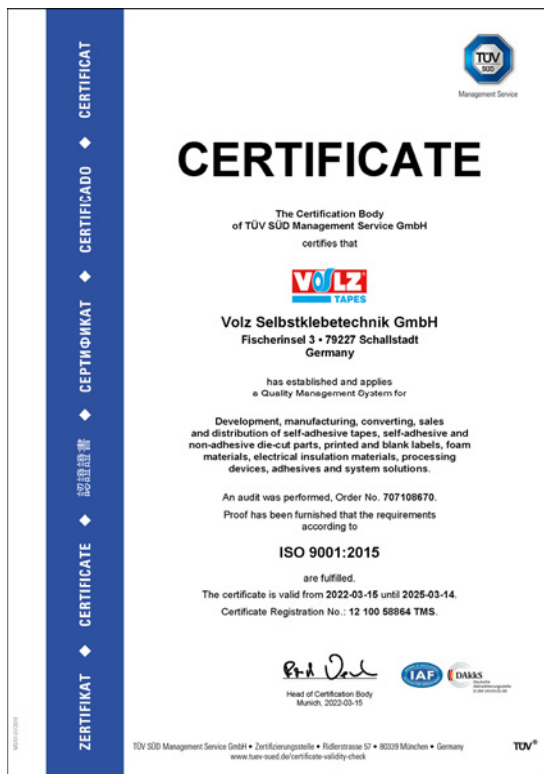 TÜV
SÜD
Management Service
CERTIFICATE
The Certification Body
of TÜV SÜD Management Service GmbH
certifies that
VOLZ
TAPES
Volz Selbstklebetechnik GmbH
Fischerinsel 3 • 79227 Schallstadt
Germany
has established and applies
a Quality Management System for
Development, manufacturing, converting, sales
and distribution of self-adhesive tapes, self-adhesive and
non-adhesive die-cut parts, printed and blank labels, foam
materials, electrical insulation materials, processing
devices, adhesives and system solutions.
An audit was performed, Order No. 707108670.
Proof has been furnished that the requirements
according to
ISO 9001:2015
are fulfilled.
The certificate is valid from 2022-03-15 until 2025-03-14.
Certificate Registration No.: 12 100 58864 TMS.
Head of Certification Body
Munich, 2022-03-15
IAF
DAkkS
Deutsche
Akkreditierungsstelle
TÜV SÜD Management Service GmbH • Zertifizierungsstelle • Ridlerstrasse 57 • 80339 München • Germany
www.tuev-sued.de/certificate-validity-check
TÜV®
ZERTIFIKAT ◆ CERTIFICATE ◆ 認證證書 ◆ СЕРТИФИКАТ ◆ CERTIFICADO ◆ CERTIFICAT